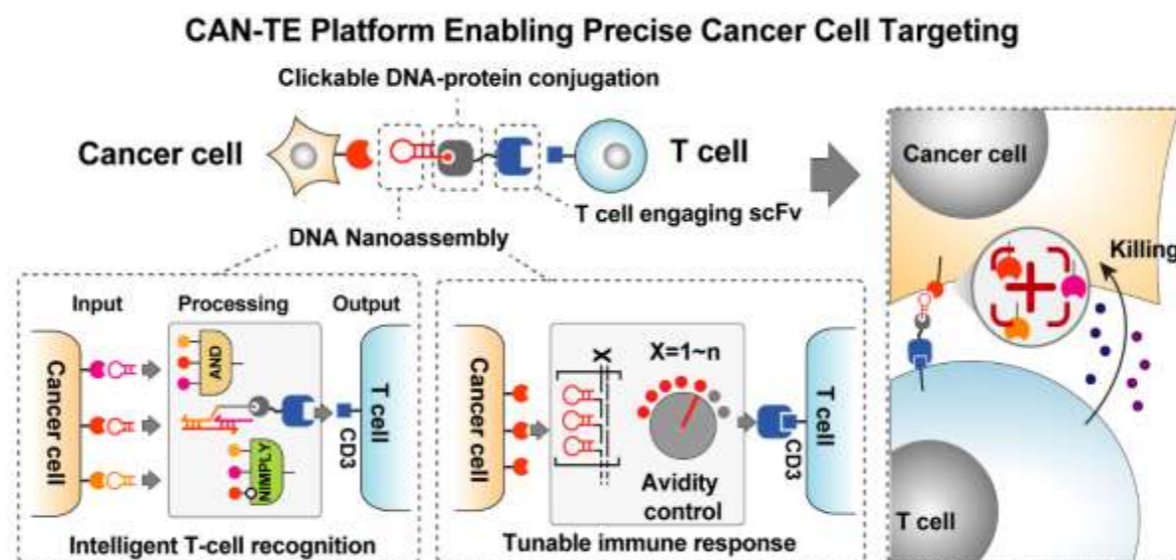 CAN-TE Platform Enabling Precise Cancer Cell Targeting
Clickable DNA-protein conjugation
Cancer cell
T cell
T cell engaging scFv
DNA Nanoassembly
Input
Processing
Output
Cancer cell
AND
NIMPLY
CD3
T cell
Intelligent T-cell recognition
Cancer cell
X
X=1~n
Avidity
control
CD3
T cell
Tunable immune response
Cancer cell
Killing
T cell